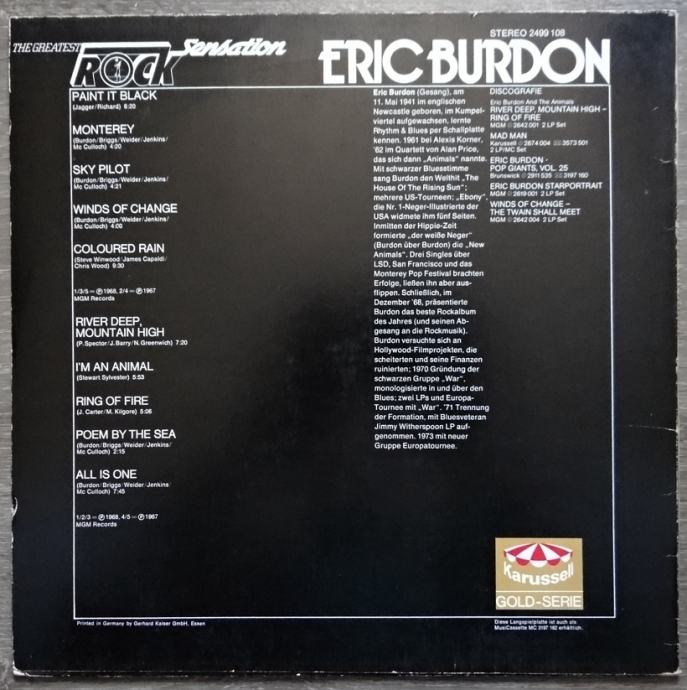 THE GREATEST
ROCK
Sensation
ERIC BURDON
STEREO 2499 108
PAINT IT BLACK
(Jagger/Richard) 6:20
MONTEREY
(Burdon/Briggs/Weider/Jenkins/
Mc Culloch) 4:20
SKY PILOT
(Burdon/Briggs/Weider/Jenkins/
Mc Culloch) 4:21
WINDS OF CHANGE
(Burdon/Briggs/Weider/Jenkins/
Mc Culloch) 4:00
COLOURED RAIN
(Steve Winwood/James Capaldi/
Chris Wood) 9:30
1/3/5 = ℗ 1968, 2/4 = ℗ 1967
MGM Records
RIVER DEEP,
MOUNTAIN HIGH
(P. Spector/J. Barry/N. Greenwich) 7:20
I'M AN ANIMAL
(Stewart Sylvester) 5:53
RING OF FIRE
(J. Carter/M. Kilgore) 5:06
POEM BY THE SEA
(Burdon/Briggs/Weider/Jenkins/
Mc Culloch) 2:15
ALL IS ONE
(Burdon/Briggs/Weider/Jenkins/
Mc Culloch) 7:45
1/2/3 = ℗ 1968, 4/5 = ℗ 1967
MGM Records
Eric Burdon (Gesang), am
11. Mai 1941 im englischen
Newcastle geboren, im Kumpel-
viertel aufgewachsen, lernte
Rhythm & Blues per Schallplatte
kennen. 1961 bei Alexis Korner,
'62 im Quartett von Alan Price,
das sich dann „Animals" nannte.
Mit schwarzer Bluesstimme
sang Burdon den Welthit „The
House Of The Rising Sun";
mehrere US-Tourneen; „Ebony",
die Nr. 1-Neger-Illustrierte der
USA widmete ihm fünf Seiten.
Inmitten der Hippie-Zeit
formierte „der weiße Neger"
(Burdon über Burdon) die „New
Animals". Drei Singles über
LSD, San Francisco und das
Monterey Pop Festival brachten
Erfolge, ließen ihn aber aus-
flippen. Schließlich, im
Dezember '68, präsentierte
Burdon das beste Rockalbum
des Jahres (und seinen Ab-
gesang an die Rockmusik).
Burdon versuchte sich an
Hollywood-Filmprojekten, die
scheiterten und seine Finanzen
ruinierten; 1970 Gründung der
schwarzen Gruppe „War",
monologisierte in und über den
Blues; zwei LPs und Europa-
Tournee mit „War". '71 Trennung
der Formation, mit Bluesveteran
Jimmy Witherspoon LP auf-
genommen. 1973 mit neuer
Gruppe Europatournee.
DISCOGRAFIE
Eric Burdon And The Animals
RIVER DEEP, MOUNTAIN HIGH –
RING OF FIRE
MGM 2642 001 2 LP Set
MAD MAN
Karussell 2674 004 3573 501
2 LP/MC Set
ERIC BURDON -
POP GIANTS, VOL. 25
Brunswick 2911 535 3197 160
ERIC BURDON STARPORTRAIT
MGM 2619 001 2 LP Set
WINDS OF CHANGE –
THE TWAIN SHALL MEET
MGM 2642 004 2 LP Set
Karussell
GOLD-SERIE
Printed in Germany by Gerhard Kaiser GmbH, Essen
Diese Langspielplatte ist auch als
MusiCassette MC 3197 162 erhältlich.